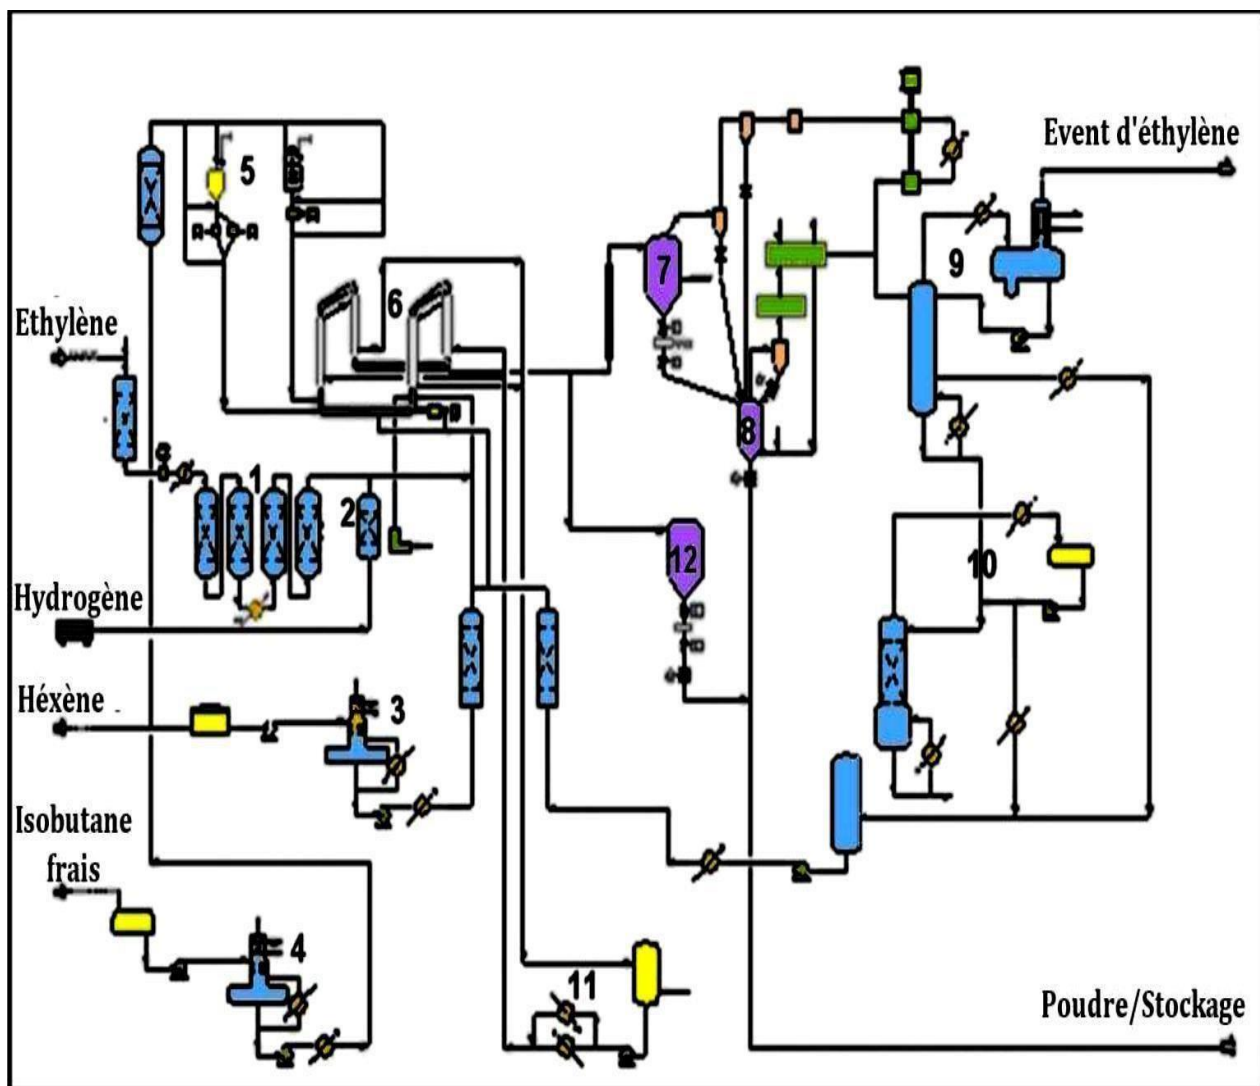 Event d'éthylène
5
7
9
6
Ethylène
8
1
2
12
10
Hydrogène
Héxène
3
Isobutane
frais
4
11
Poudre/Stockage